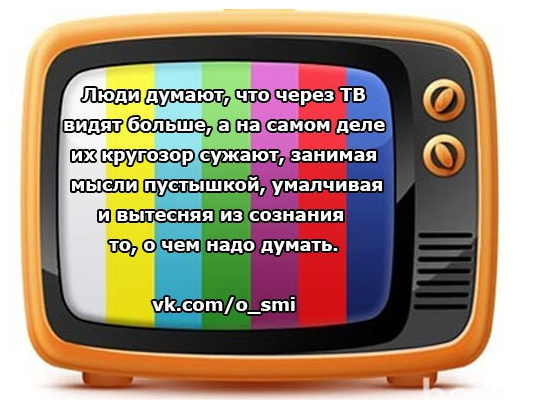 Люди думают, что через ТВ
видят больше, а на самом деле
их кругозор сужают, занимая
мысли пустышкой, умалчивая
и вытесняя из сознания
то, о чем надо думать.
vk.com/o_smi